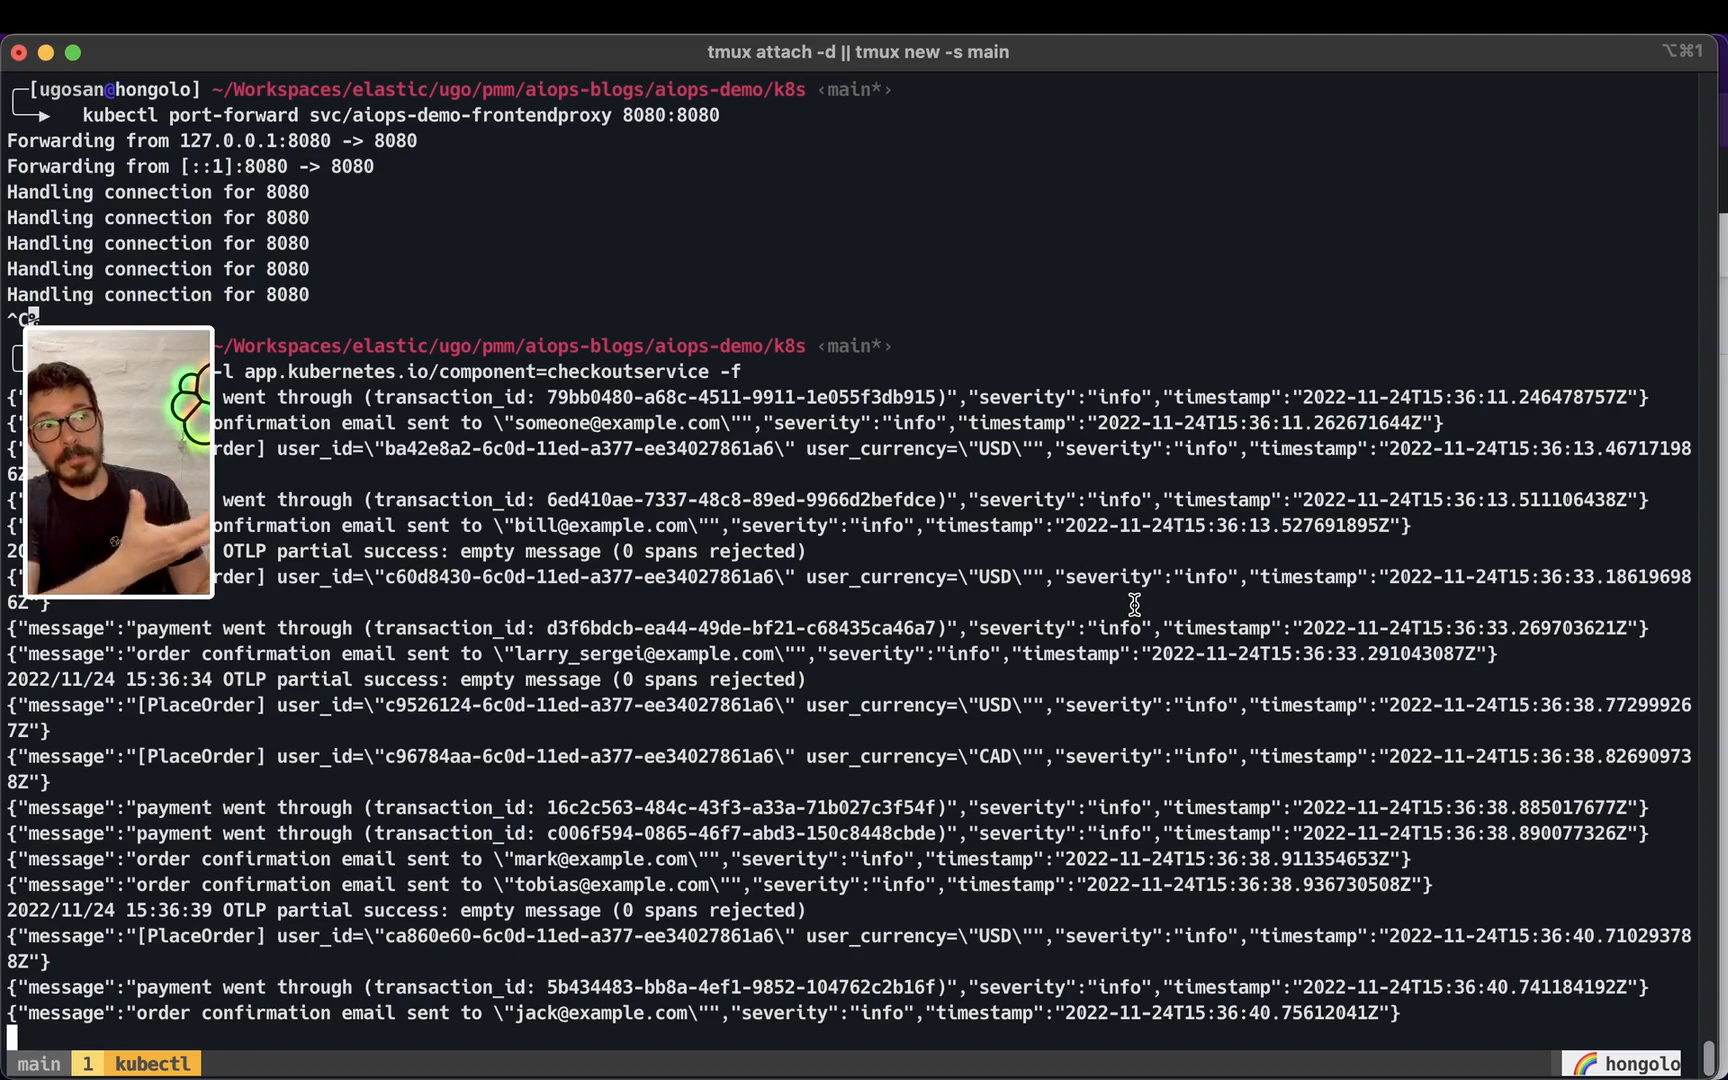 tmux attach -d || tmux new -s main
⌥⌘1
[ugosan@hongolo] ~/Workspaces/elastic/ugo/pmm/aiops-blogs/aiops-demo/k8s ‹main*›
kubectl port-forward svc/aiops-demo-frontendproxy 8080:8080
Forwarding from 127.0.0.1:8080 -> 8080
Forwarding from [::1]:8080 -> 8080
Handling connection for 8080
Handling connection for 8080
Handling connection for 8080
Handling connection for 8080
Handling connection for 8080
^C%
~/Workspaces/elastic/ugo/pmm/aiops-blogs/aiops-demo/k8s ‹main*›
-l app.kubernetes.io/component=checkoutservice -f
{" went through (transaction_id: 79bb0480-a68c-4511-9911-1e055f3db915)","severity":"info","timestamp":"2022-11-24T15:36:11.246478757Z"}
{" onfirmation email sent to \"someone@example.com\"","severity":"info","timestamp":"2022-11-24T15:36:11.262671644Z"}
{" rder] user_id=\"ba42e8a2-6c0d-11ed-a377-ee34027861a6\" user_currency=\"USD\"","severity":"info","timestamp":"2022-11-24T15:36:13.46717198
6Z
{" went through (transaction_id: 6ed410ae-7337-48c8-89ed-9966d2befdce)","severity":"info","timestamp":"2022-11-24T15:36:13.511106438Z"}
{" onfirmation email sent to \"bill@example.com\"","severity":"info","timestamp":"2022-11-24T15:36:13.527691895Z"}
20 OTLP partial success: empty message (0 spans rejected)
{" rder] user_id=\"c60d8430-6c0d-11ed-a377-ee34027861a6\" user_currency=\"USD\"","severity":"info","timestamp":"2022-11-24T15:36:33.18619698
6Z"}
{"message":"payment went through (transaction_id: d3f6bdcb-ea44-49de-bf21-c68435ca46a7)","severity":"info","timestamp":"2022-11-24T15:36:33.269703621Z"}
{"message":"order confirmation email sent to \"larry_sergei@example.com\"","severity":"info","timestamp":"2022-11-24T15:36:33.291043087Z"}
2022/11/24 15:36:34 OTLP partial success: empty message (0 spans rejected)
{"message":"[PlaceOrder] user_id=\"c9526124-6c0d-11ed-a377-ee34027861a6\" user_currency=\"USD\"","severity":"info","timestamp":"2022-11-24T15:36:38.77299926
7Z"}
{"message":"[PlaceOrder] user_id=\"c96784aa-6c0d-11ed-a377-ee34027861a6\" user_currency=\"CAD\"","severity":"info","timestamp":"2022-11-24T15:36:38.82690973
8Z"}
{"message":"payment went through (transaction_id: 16c2c563-484c-43f3-a33a-71b027c3f54f)","severity":"info","timestamp":"2022-11-24T15:36:38.885017677Z"}
{"message":"payment went through (transaction_id: c006f594-0865-46f7-abd3-150c8448cbde)","severity":"info","timestamp":"2022-11-24T15:36:38.890077326Z"}
{"message":"order confirmation email sent to \"mark@example.com\"","severity":"info","timestamp":"2022-11-24T15:36:38.911354653Z"}
{"message":"order confirmation email sent to \"tobias@example.com\"","severity":"info","timestamp":"2022-11-24T15:36:38.936730508Z"}
2022/11/24 15:36:39 OTLP partial success: empty message (0 spans rejected)
{"message":"[PlaceOrder] user_id=\"ca860e60-6c0d-11ed-a377-ee34027861a6\" user_currency=\"USD\"","severity":"info","timestamp":"2022-11-24T15:36:40.71029378
8Z"}
{"message":"payment went through (transaction_id: 5b434483-bb8a-4ef1-9852-104762c2b16f)","severity":"info","timestamp":"2022-11-24T15:36:40.741184192Z"}
{"message":"order confirmation email sent to \"jack@example.com\"","severity":"info","timestamp":"2022-11-24T15:36:40.75612041Z"}
main 1 kubectl
hongolo